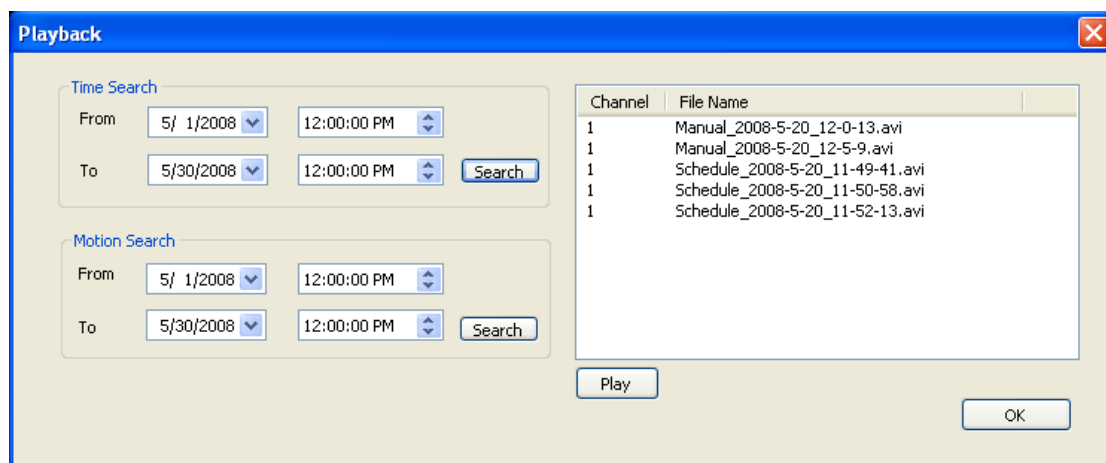 Playback
Time Search
From 5/ 1/2008 12:00:00 PM
To 5/30/2008 12:00:00 PM Search
Motion Search
From 5/ 1/2008 12:00:00 PM
To 5/30/2008 12:00:00 PM Search
Channel File Name
1 Manual_2008-5-20_12-0-13.avi
1 Manual_2008-5-20_12-5-9.avi
1 Schedule_2008-5-20_11-49-41.avi
1 Schedule_2008-5-20_11-50-58.avi
1 Schedule_2008-5-20_11-52-13.avi
Play
OK